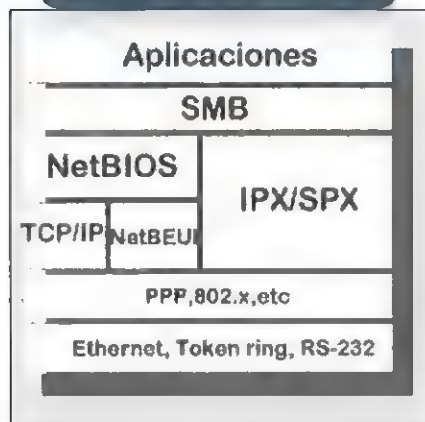 Aplicaciones
SMB
NetBIOS
IPX/SPX
TCP/IP
NetBEUI
PPP,802.x,etc
Ethernet, Token ring, RS-232